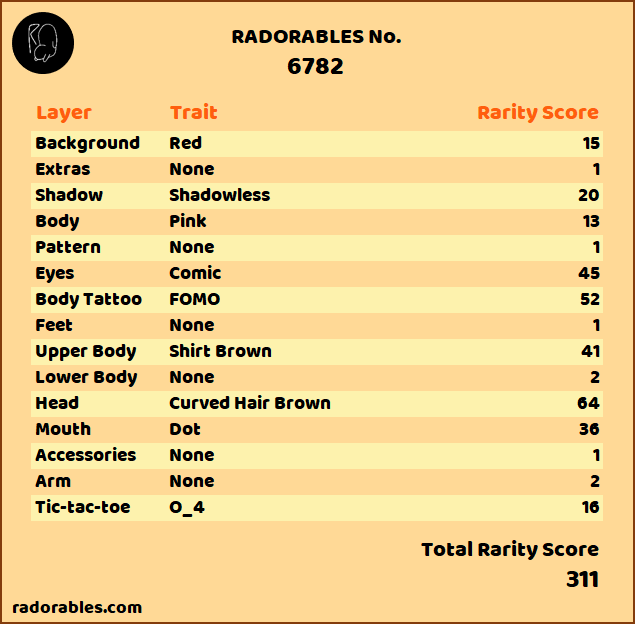 RADORABLES No.
6782
Layer Trait Rarity Score
Background Red 15
Extras None 1
Shadow Shadowless 20
Body Pink 13
Pattern None 1
Eyes Comic 45
Body Tattoo FOMO 52
Feet None 1
Upper Body Shirt Brown 41
Lower Body None 2
Head Curved Hair Brown 64
Mouth Dot 36
Accessories None 1
Arm None 2
Tic-tac-toe O_4 16
Total Rarity Score
311
radorables.com